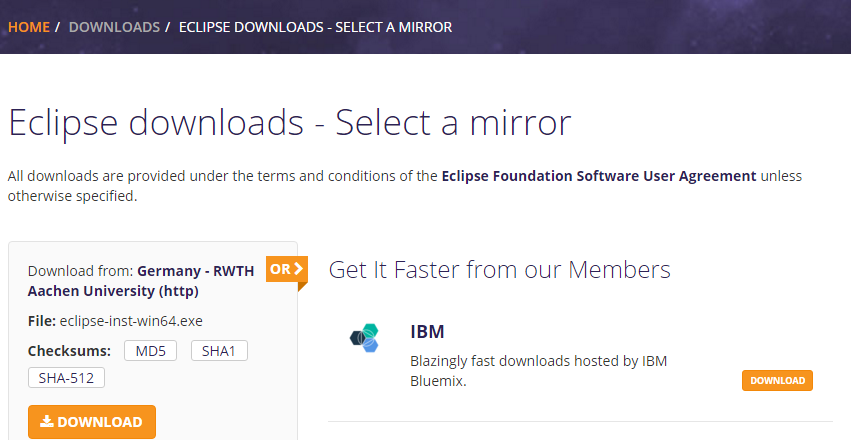 HOME / DOWNLOADS / ECLIPSE DOWNLOADS - SELECT A MIRROR
Eclipse downloads - Select a mirror
All downloads are provided under the terms and conditions of the Eclipse Foundation Software User Agreement unless
otherwise specified.
Download from: Germany - RWTH
Aachen University (http)
OR
File: eclipse-inst-win64.exe
Checksums: MD5 SHA1
SHA-512
DOWNLOAD
Get It Faster from our Members
IBM
Blazingly fast downloads hosted by IBM
Bluemix.
DOWNLOAD